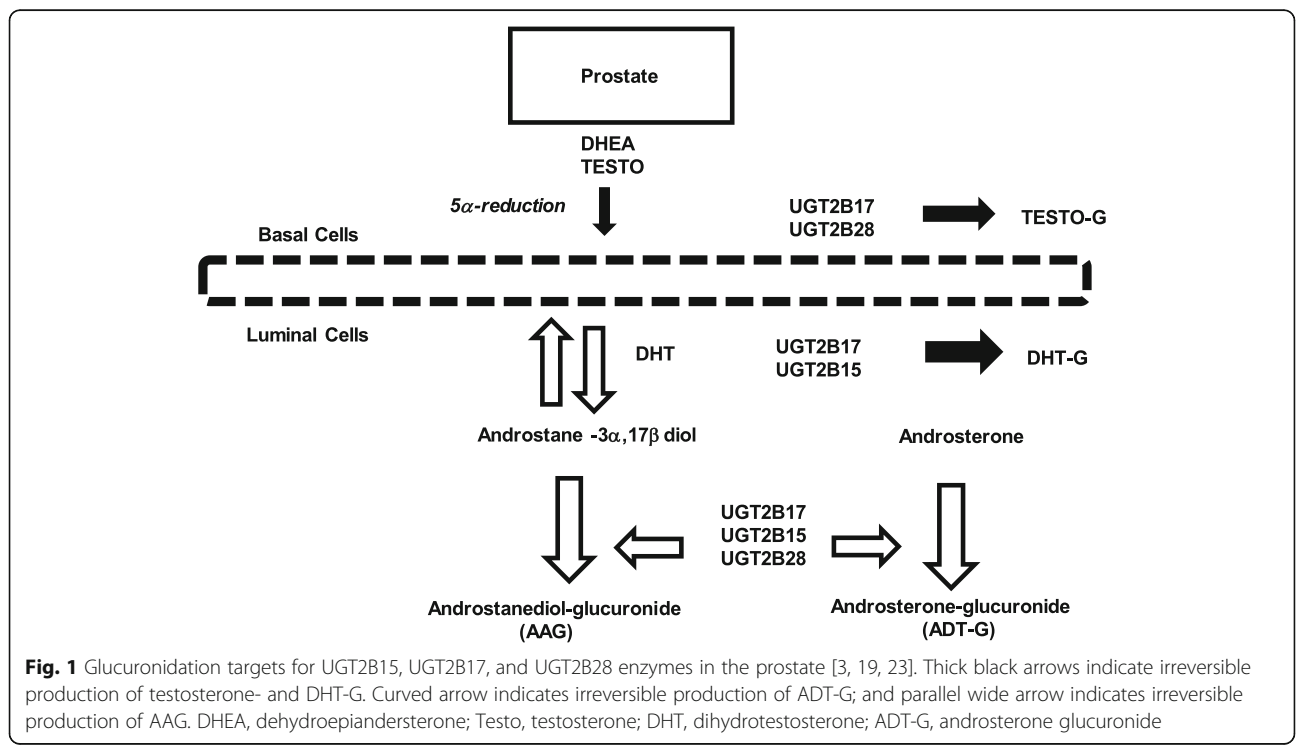 Prostate
DHEA
TESTO
5α-reduction
UGT2B17
UGT2B28
TESTO-G
Basal Cells
Luminal Cells
DHT
UGT2B17
UGT2B15
DHT-G
Androstane -3α,17β diol
Androsterone
UGT2B17
UGT2B15
UGT2B28
Androstanediol-glucuronide
(AAG)
Androsterone-glucuronide
(ADT-G)
Fig. 1 Glucuronidation targets for UGT2B15, UGT2B17, and UGT2B28 enzymes in the prostate [3, 19, 23]. Thick black arrows indicate irreversible
production of testosterone- and DHT-G. Curved arrow indicates irreversible production of ADT-G; and parallel wide arrow indicates irreversible
production of AAG. DHEA, dehydroepiandersterone; Testo, testosterone; DHT, dihydrotestosterone; ADT-G, androsterone glucuronide